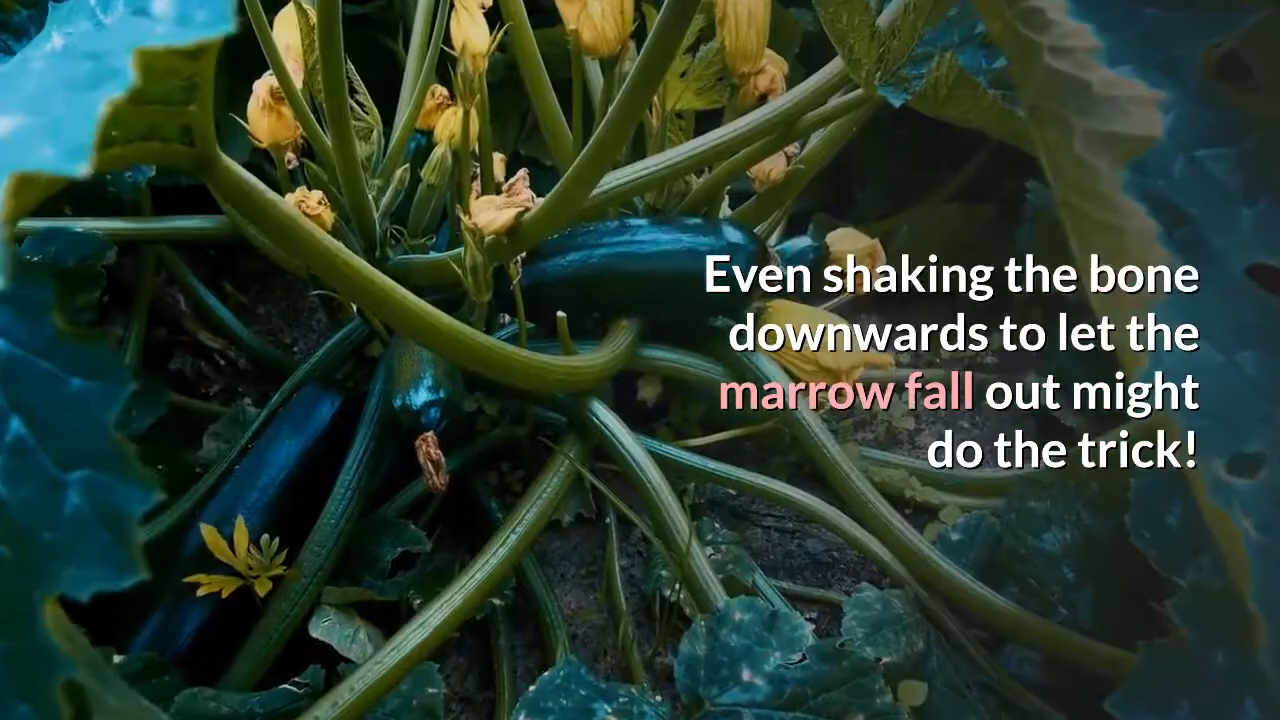 Even shaking the bone
downwards to let the
marrow fall out might
do the trick!